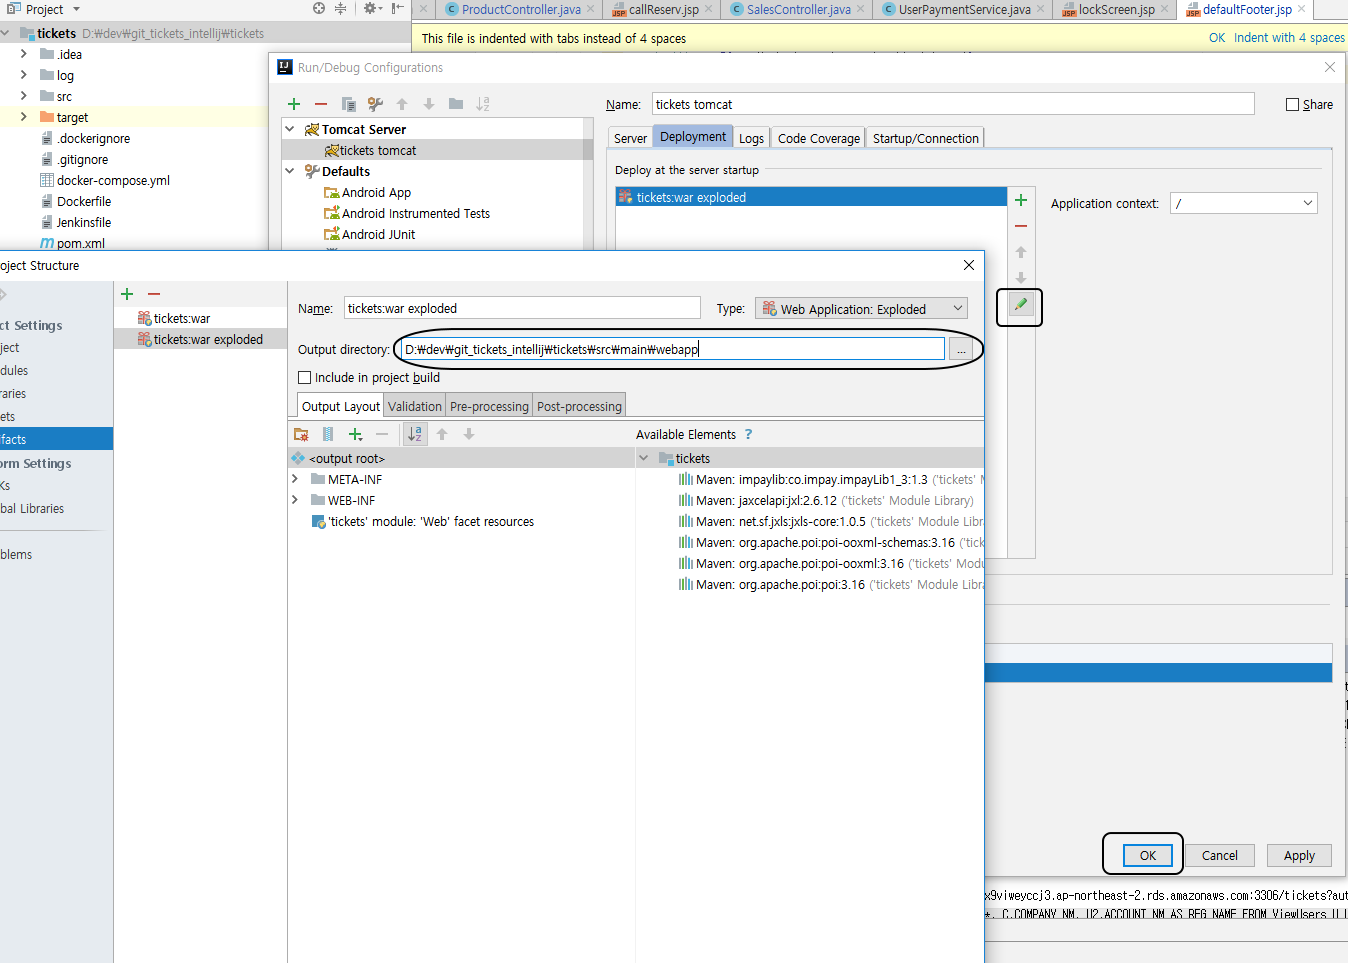 Project
ProductController.java
callReserv.jsp
SalesController.java
UserPaymentService.java
lockScreen.jsp
defaultFooter.jsp
tickets D:₩dev₩git_tickets_intellij₩tickets
This file is indented with tabs instead of 4 spaces
OK Indent with 4 spaces
.idea
log
src
target
.dockerignore
.gitignore
docker-compose.yml
Dockerfile
Jenkinsfile
pom.xml
Run/Debug Configurations
Name: tickets tomcat
Share
Tomcat Server
tickets tomcat
Defaults
Android App
Android Instrumented Tests
Android JUnit
Server
Deployment
Logs
Code Coverage
Startup/Connection
Deploy at the server startup
tickets:war exploded
Application context: /
oject Structure
ct Settings
ject
dules
raries
ets
ifacts
orm Settings
Ks
bal Libraries
blems
tickets:war
tickets:war exploded
Name: tickets:war exploded
Type: Web Application: Exploded
Output directory: D:₩dev₩git_tickets_intellij₩tickets₩src₩main₩webapp
...
Include in project build
Output Layout
Validation
Pre-processing
Post-processing
<output root>
META-INF
WEB-INF
'tickets' module: 'Web' facet resources
Available Elements ?
tickets
Maven: impaylib:co.impay.impayLib1_3:1.3 ('tickets' M
Maven: jaxcelapi:jxl:2.6.12 ('tickets' Module Library)
Maven: net.sf.jxls:jxls-core:1.0.5 ('tickets' Module Libra
Maven: org.apache.poi:poi-ooxml-schemas:3.16 ('tick
Maven: org.apache.poi:poi-ooxml:3.16 ('tickets' Modu
Maven: org.apache.poi:poi:3.16 ('tickets' Module Libra
OK
Cancel
Apply
x9viweyccj3.ap-northeast-2.rds.amazonaws.com:3306/tickets?aut
*, C.COMPANY_NM, U2.ACCOUNT_NM AS REG_NAME FROM ViewUsers U